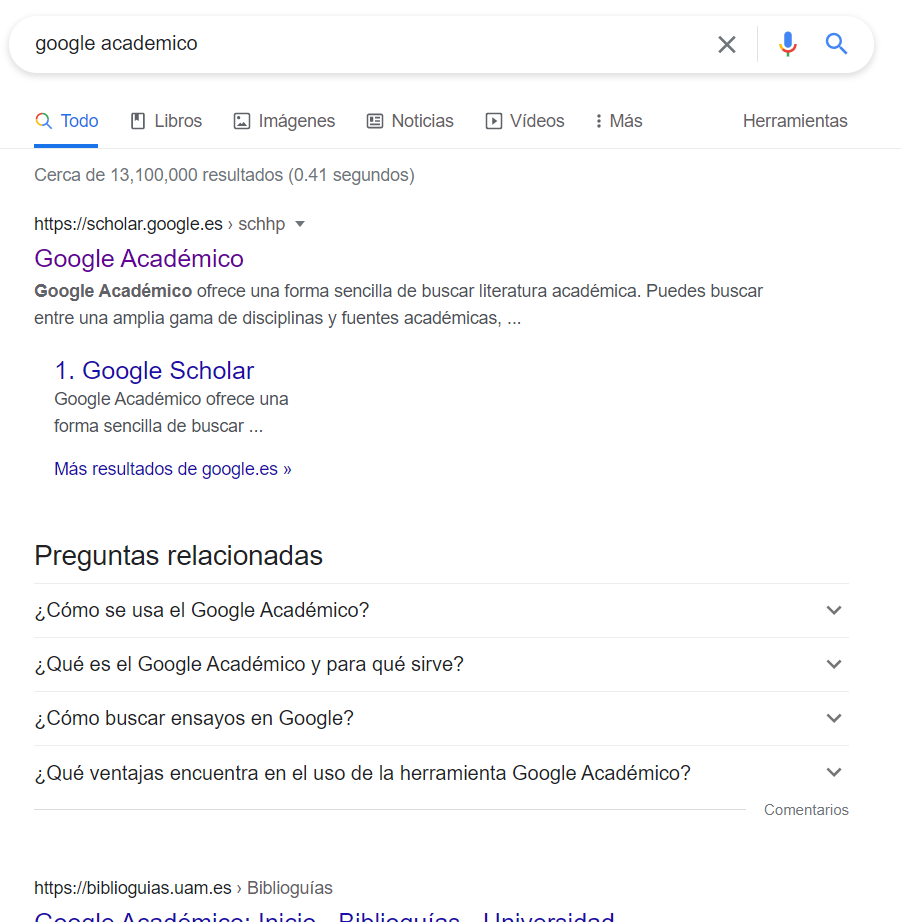 google academico
Todo Libros Imágenes Noticias Vídeos Más Herramientas
Cerca de 13,100,000 resultados (0.41 segundos)
https://scholar.google.es › schhp
Google Académico
Google Académico ofrece una forma sencilla de buscar literatura académica. Puedes buscar
entre una amplia gama de disciplinas y fuentes académicas, ...
1. Google Scholar
Google Académico ofrece una
forma sencilla de buscar ...
Más resultados de google.es »
Preguntas relacionadas
¿Cómo se usa el Google Académico?
¿Qué es el Google Académico y para qué sirve?
¿Cómo buscar ensayos en Google?
¿Qué ventajas encuentra en el uso de la herramienta Google Académico?
Comentarios
https://biblioguias.uam.es › Biblioguías
Google Académico: Inicio - Biblioguías - Universidad